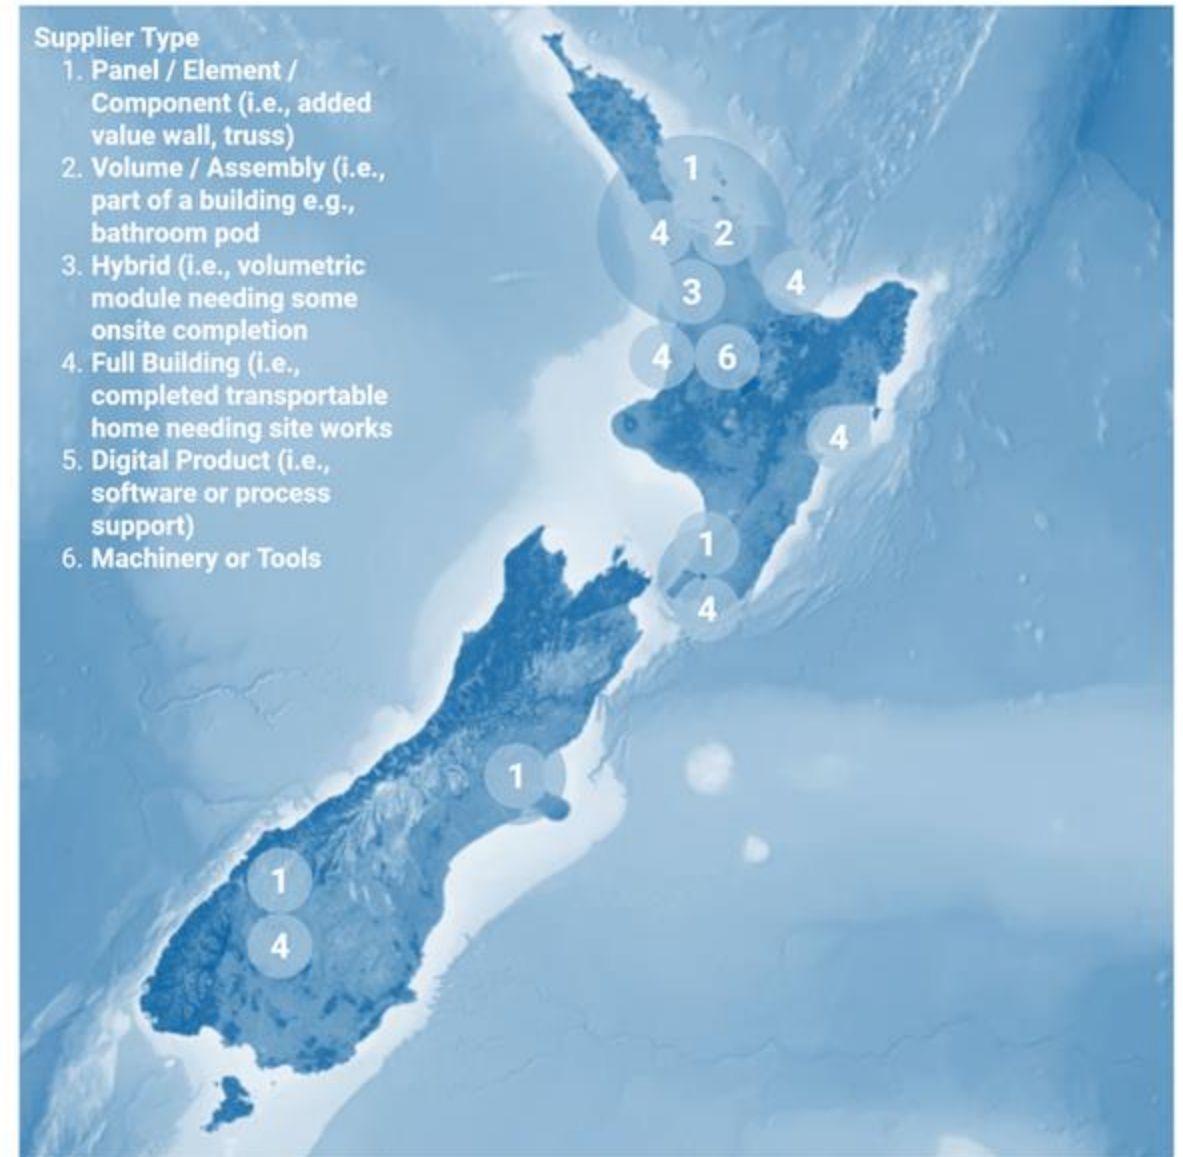 Supplier Type
1. Panel / Element /
Component (i.e., added
value wall, truss)
2. Volume / Assembly (i.e.,
part of a building e.g.,
bathroom pod
3. Hybrid (i.e., volumetric
module needing some
onsite completion
4. Full Building (i.e.,
completed transportable
home needing site works
5. Digital Product (i.e.,
software or process
support)
6. Machinery or Tools
1
4 2
3 4
4 6
4
1
4
1
1
4